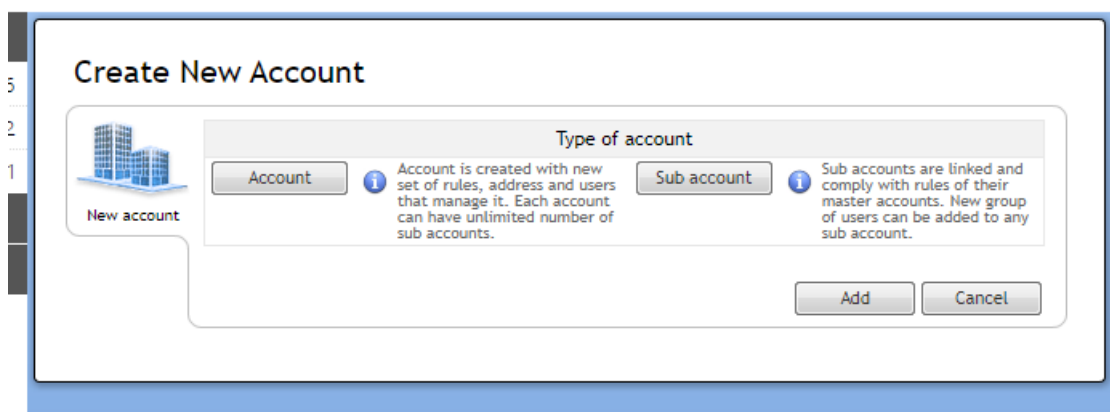 Create New Account
5
2
1
New account
Type of account
Account
Account is created with new
set of rules, address and users
that manage it. Each account
can have unlimited number of
sub accounts.
Sub account
Sub accounts are linked and
comply with rules of their
master accounts. New group
of users can be added to any
sub account.
Add
Cancel